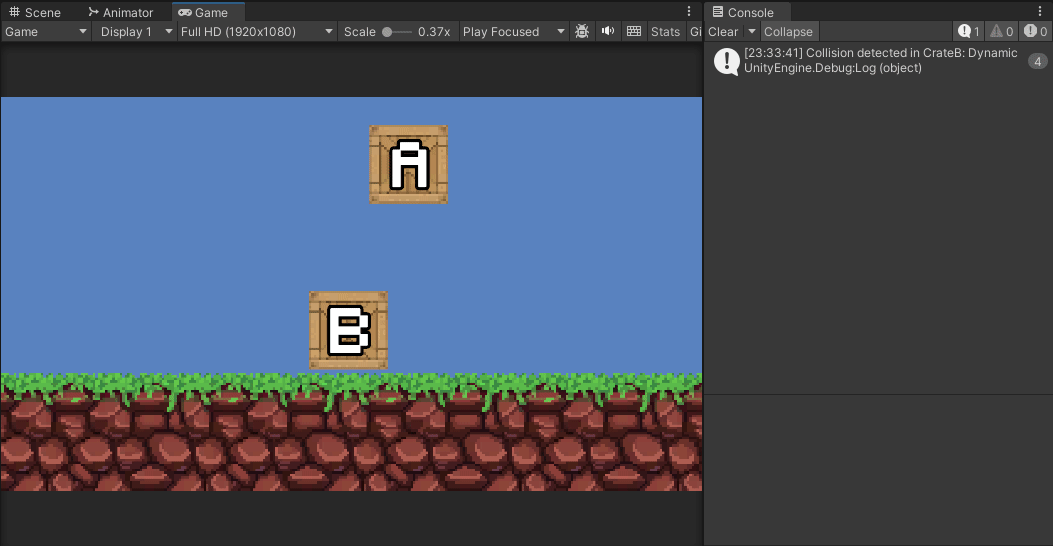 Scene Animator Game
Game Display 1 Full HD (1920x1080) Scale 0.37x Play Focused Stats Gi
A
B
Console
Clear Collapse 1 0 0
[23:33:41] Collision detected in CrateB: Dynamic
UnityEngine.Debug:Log (object)
4